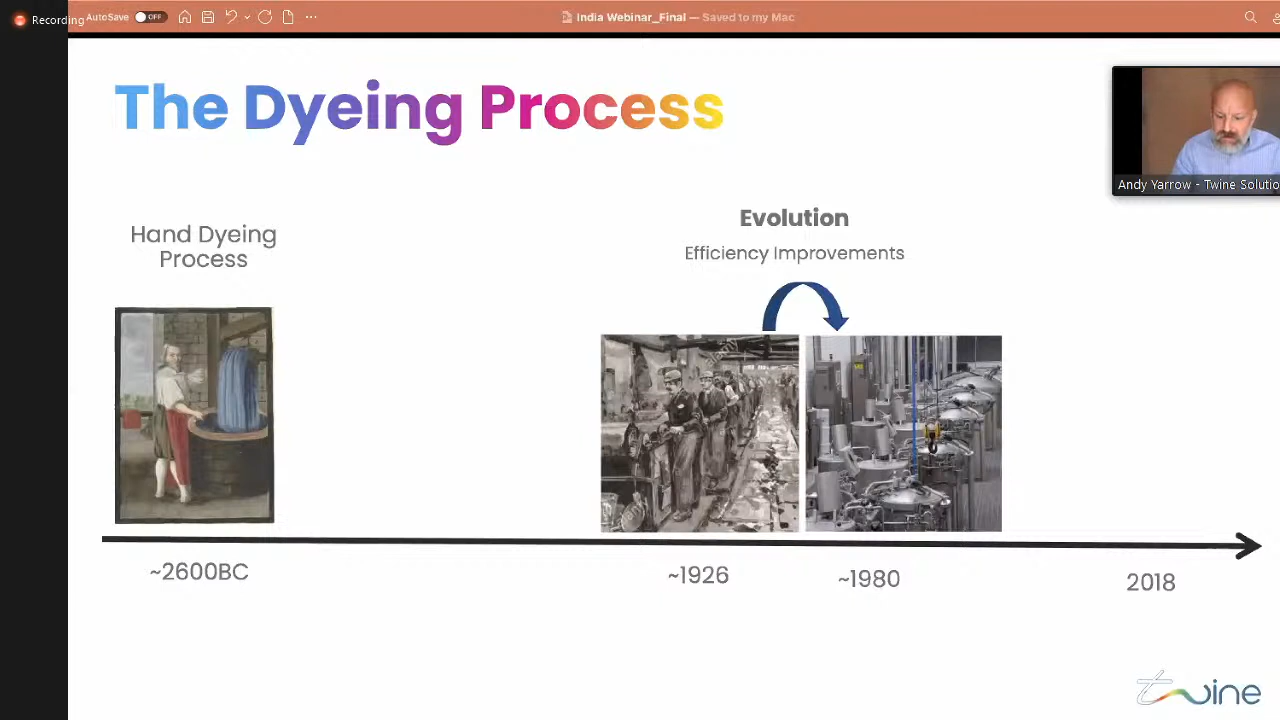 Recording
AutoSave OFF
India Webinar_Final — Saved to my Mac
The Dyeing Process
Andy Yarrow - Twine Solutio
Hand Dyeing
Process
Evolution
Efficiency Improvements
alamy
~2600BC
~1926
~1980
2018
twine